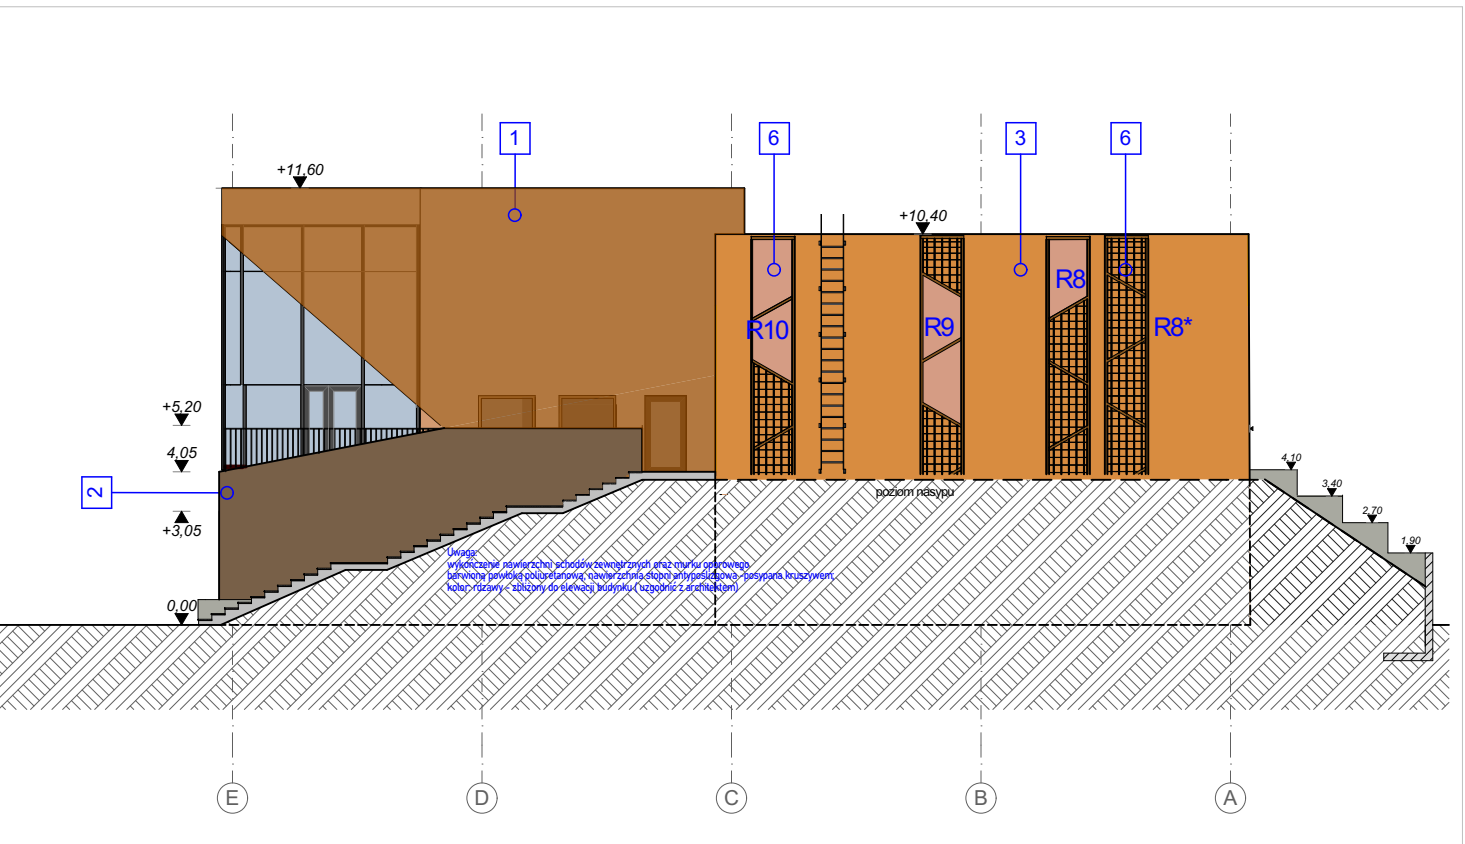 1
6
3
6
+11,60
+10,40
R8
R10
R9
R8*
+5,20
4,05
2
+3,05
0,00
poziom nasypu
4,10
3,40
2,70
1,90
Uwaga:
wykończenie nawierzchni schodów zewnętrznych oraz murku oporowego
barwioną powłoką poliuretanową, nawierzchnia stopni antypoślizgowa -posypana kruszywem,
kolor: rdzawy - zbliżony do elewacji budynku ( uzgodnić z architektem)
E
D
C
B
A